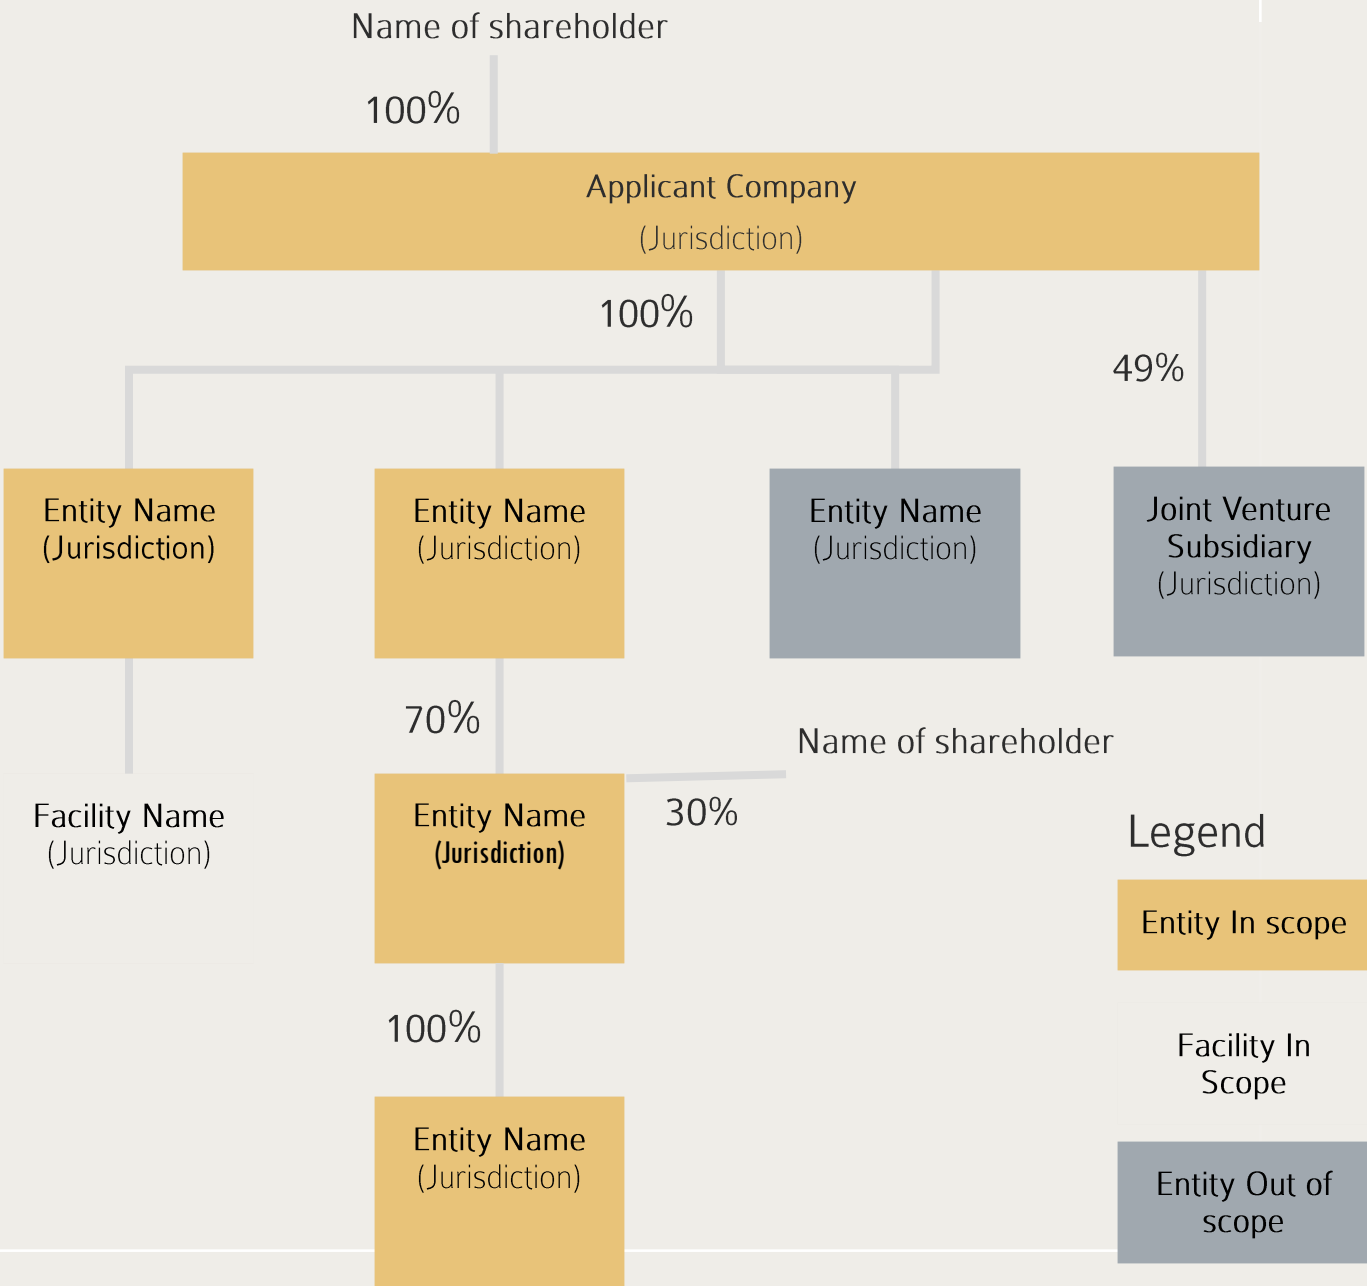 Name of shareholder
100%
Applicant Company
(Jurisdiction)
100%
49%
Entity Name
(Jurisdiction)
Entity Name
(Jurisdiction)
Entity Name
(Jurisdiction)
Joint Venture
Subsidiary
(Jurisdiction)
70%
Name of shareholder
30%
Facility Name
(Jurisdiction)
Entity Name
(Jurisdiction)
100%
Entity Name
(Jurisdiction)
Legend
Entity In scope
Facility In
Scope
Entity Out of
scope